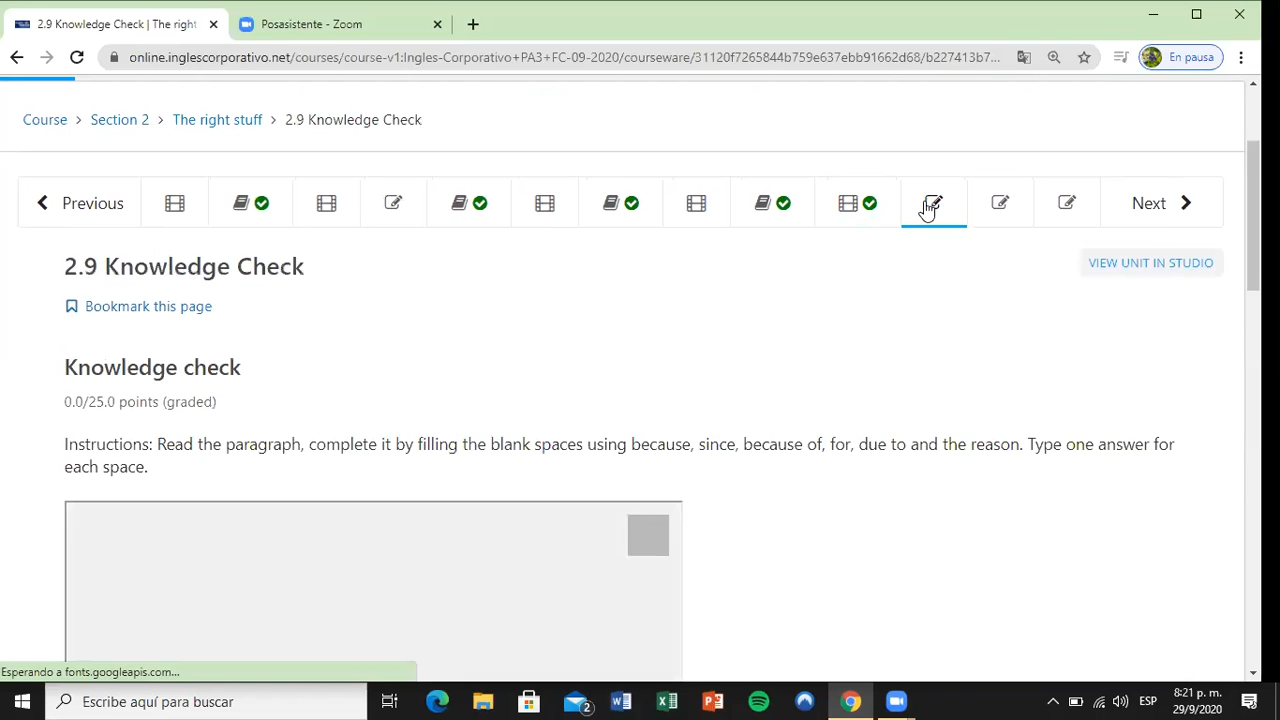 2.9 Knowledge Check | The right
Posasistente - Zoom
online.inglescorporativo.net/courses/course-v1:Ingles-Corporativo+PA3+FC-09-2020/courseware/31120f7265844b759e637ebb91662d68/b227413b7...
En pausa
Course > Section 2 > The right stuff > 2.9 Knowledge Check
Previous
Next
2.9 Knowledge Check
VIEW UNIT IN STUDIO
Bookmark this page
Knowledge check
0.0/25.0 points (graded)
Instructions: Read the paragraph, complete it by filling the blank spaces using because, since, because of, for, due to and the reason. Type one answer for
each space.
Esperando a fonts.googleapis.com...
Escribe aquí para buscar
2
ESP
8:21 p. m.
29/9/2020